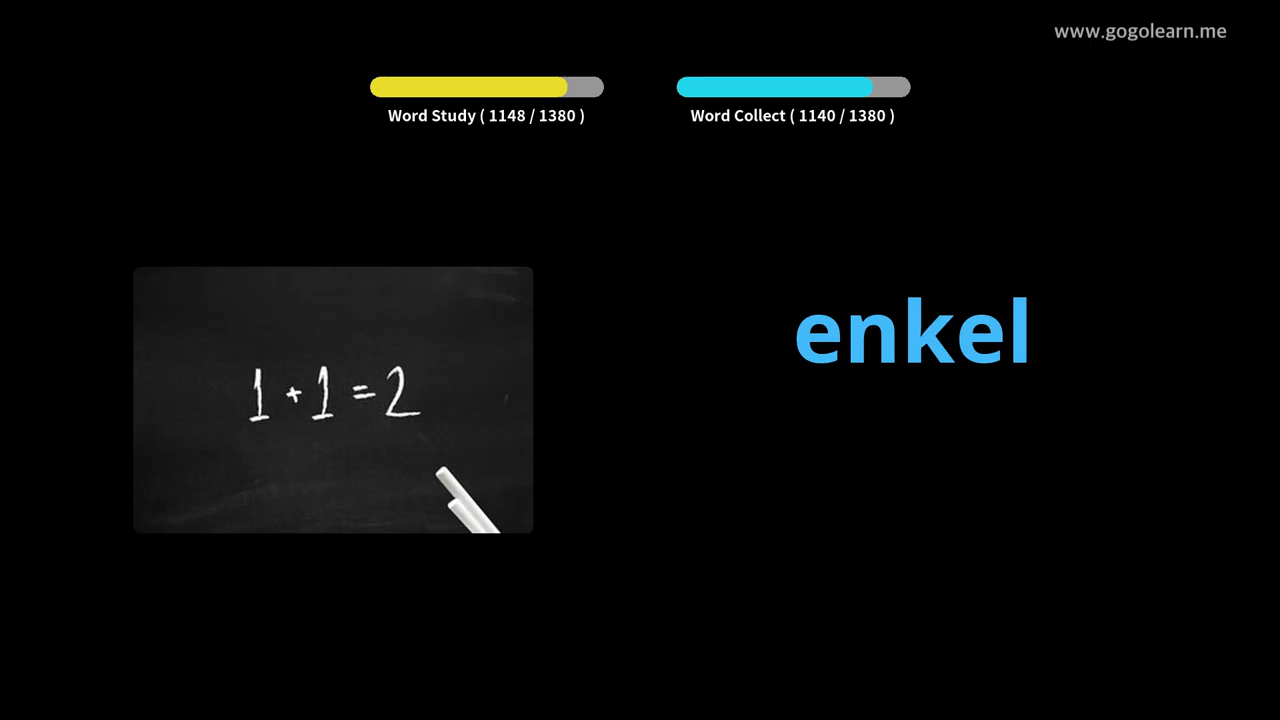 www.gogolearn.me
Word Study ( 1148 / 1380 )
Word Collect ( 1140 / 1380 )
enkel
1 + 1 = 2